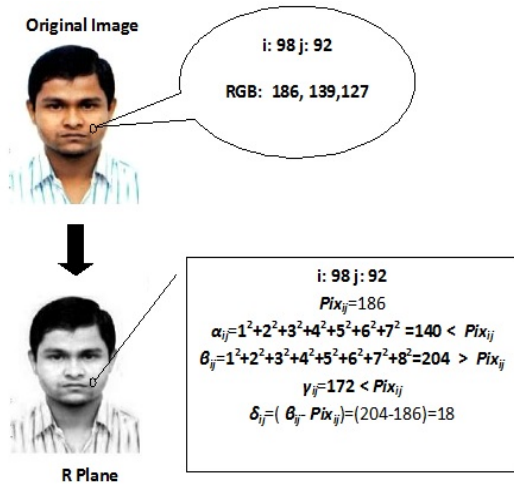 Original Image
i: 98 j: 92
RGB: 186, 139,127
i: 98 j: 92
Pixᵢⱼ=186
αᵢⱼ=1²+2²+3²+4²+5²+6²+7² =140 < Pixᵢⱼ
βᵢⱼ=1²+2²+3²+4²+5²+6²+7²+8²=204 > Pixᵢⱼ
γᵢⱼ=172 < Pixᵢⱼ
δᵢⱼ=( βᵢⱼ- Pixᵢⱼ)=(204-186)=18
R Plane